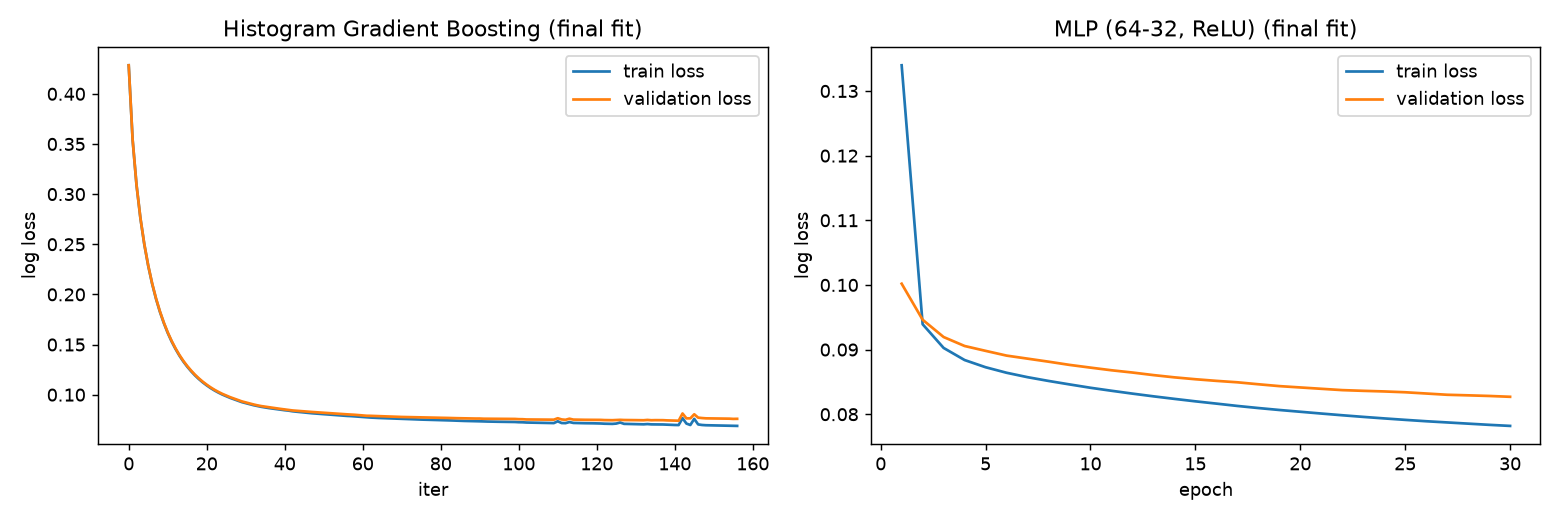 Histogram Gradient Boosting (final fit)
train loss
validation loss
0.40
0.35
0.30
0.25
0.20
0.15
0.10
log loss
0 20 40 60 80 100 120 140 160
iter
MLP (64-32, ReLU) (final fit)
train loss
validation loss
0.13
0.12
0.11
0.10
0.09
0.08
log loss
0 5 10 15 20 25 30
epoch